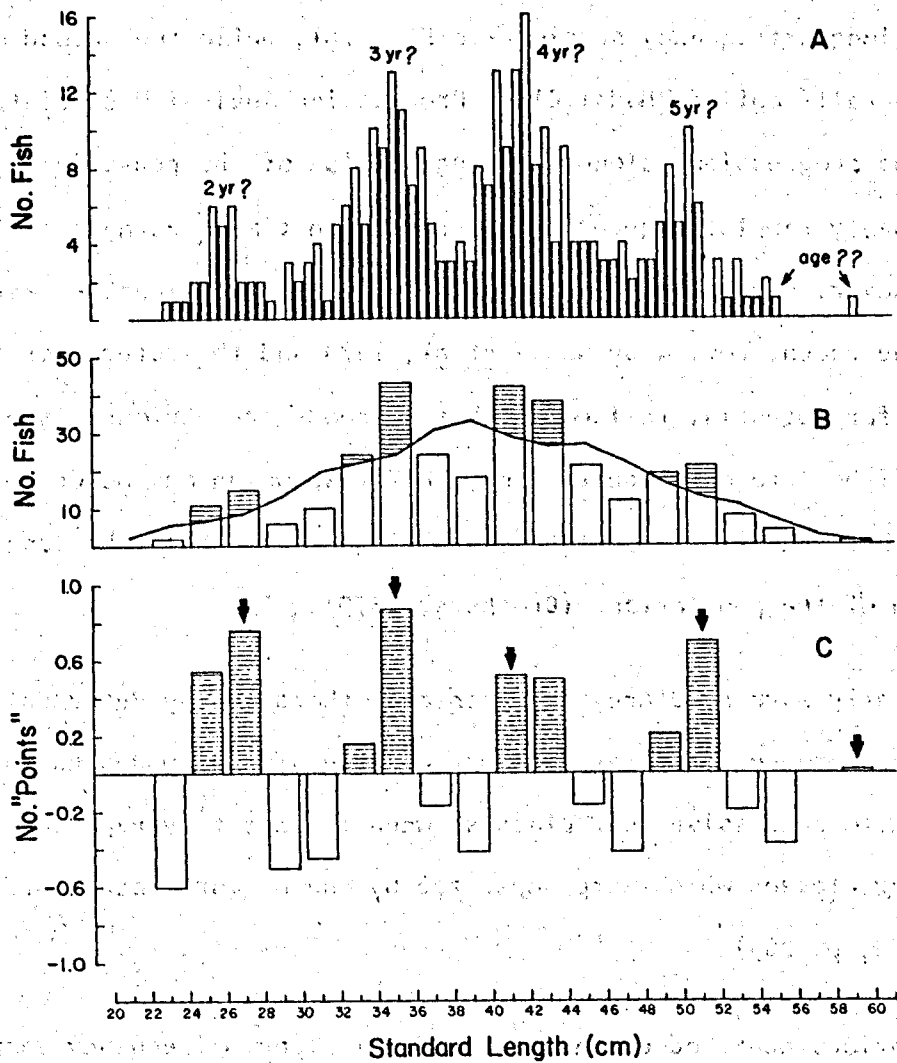 16
12
8
4
No. Fish
A
2 yr ?
3 yr ?
4 yr ?
5 yr ?
age ??
50
30
10
No. Fish
B
1.0
0.6
0.2
-0.2
-0.6
-1.0
No. "Points"
C
20 22 24 26 28 30 32 34 36 38 40 42 44 46 48 50 52 54 56 58 60
Standard Length (cm)